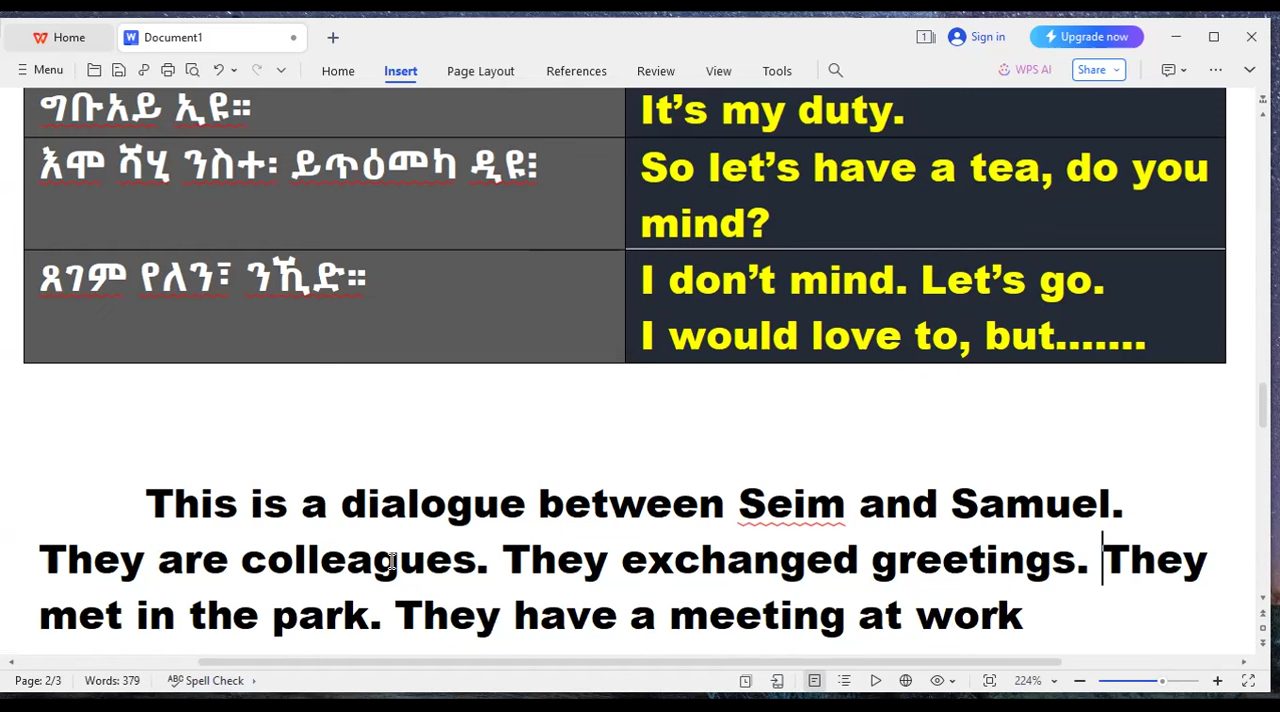 Home Document1
Sign in Upgrade now
Menu Home Insert Page Layout References Review View Tools WPS AI Share
ግቡአይ ኢዩ።
It’s my duty.
እሞ ሻሂ ንስተ፡ ይጥዕመካ ዲዩ፧
So let’s have a tea, do you
mind?
ጸገም የለን፣ ንኺድ።
I don’t mind. Let’s go.
I would love to, but.......
This is a dialogue between Seim and Samuel.
They are colleagues. They exchanged greetings. They
met in the park. They have a meeting at work
Page: 2/3 Words: 379 Spell Check 224%